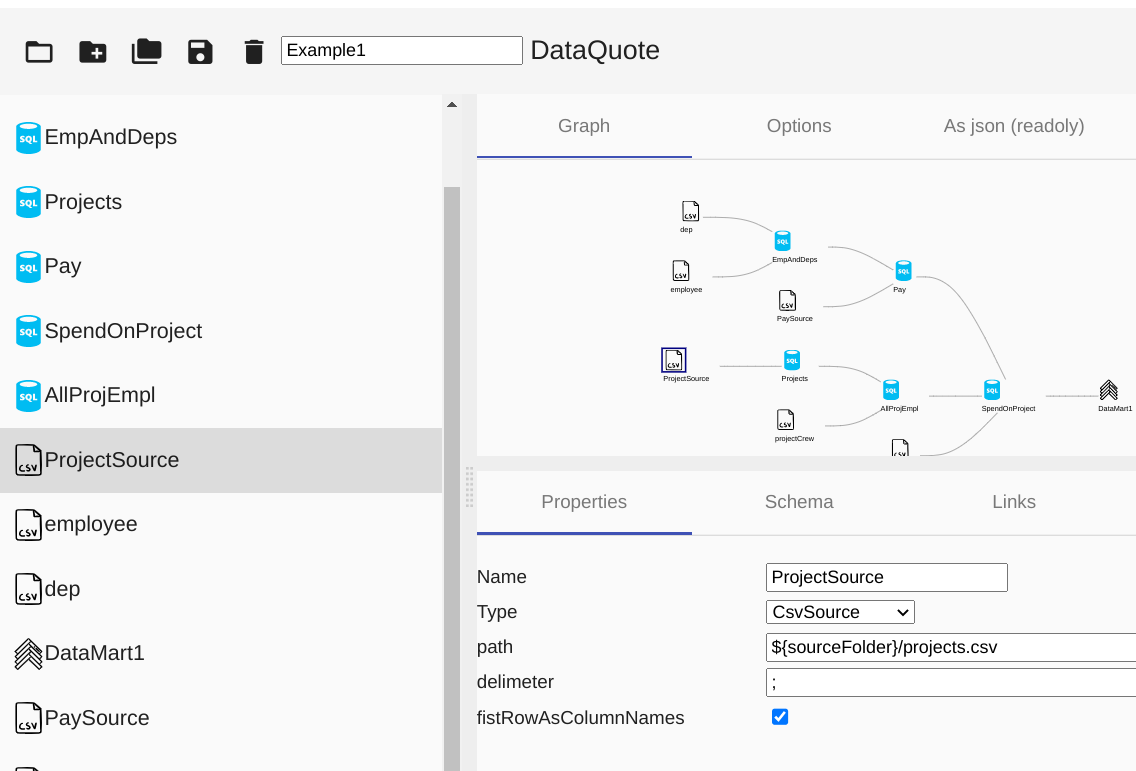 Example1 DataQuote
EmpAndDeps
Projects
Pay
SpendOnProject
AllProjEmpl
ProjectSource
employee
dep
DataMart1
PaySource
Graph Options As json (readoly)
dep
EmpAndDeps
employee
Pay
PaySource
ProjectSource
Projects
AllProjEmpl
SpendOnProject
DataMart1
projectCrew
Properties Schema Links
Name ProjectSource
Type CsvSource
path ${sourceFolder}/projects.csv
delimeter ;
fistRowAsColumnNames
SQL
SQL
SQL
SQL
SQL
CSV
CSV
CSV
CSV
CSV
SQL
CSV
SQL
CSV
CSV
SQL
SQL
SQL
CSV
CSV